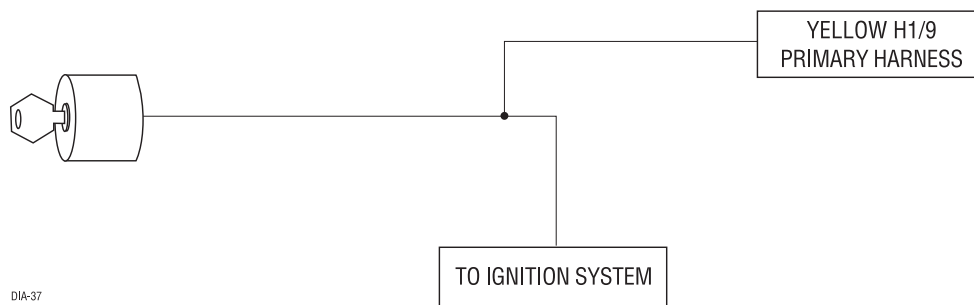 YELLOW H1/9
PRIMARY HARNESS
TO IGNITION SYSTEM
DIA-37